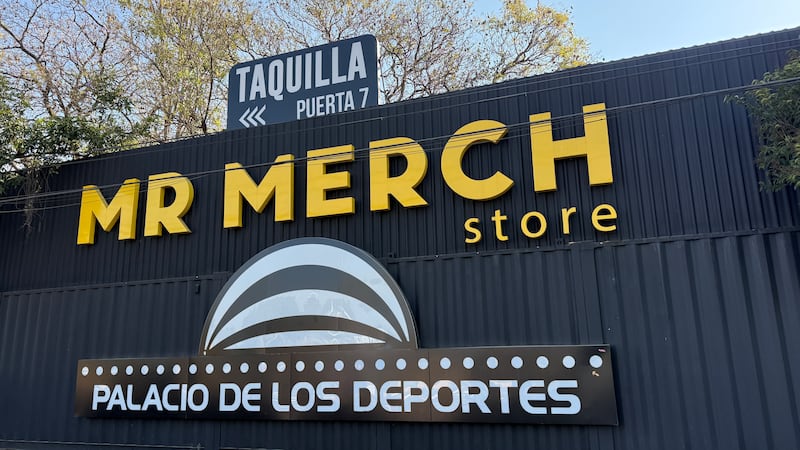 TAQUILLA
<<< PUERTA 7
MR MERCH
store
PALACIO DE LOS DEPORTES